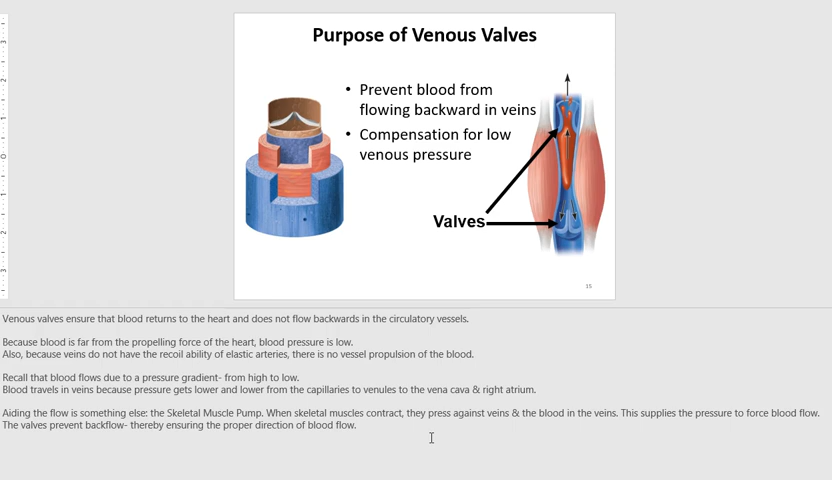 Purpose of Venous Valves
• Prevent blood from
flowing backward in veins
• Compensation for low
venous pressure
Valves
15
Venous valves ensure that blood returns to the heart and does not flow backwards in the circulatory vessels.
Because blood is far from the propelling force of the heart, blood pressure is low.
Also, because veins do not have the recoil ability of elastic arteries, there is no vessel propulsion of the blood.
Recall that blood flows due to a pressure gradient- from high to low.
Blood travels in veins because pressure gets lower and lower from the capillaries to venules to the vena cava & right atrium.
Aiding the flow is something else: the Skeletal Muscle Pump. When skeletal muscles contract, they press against veins & the blood in the veins. This supplies the pressure to force blood flow.
The valves prevent backflow- thereby ensuring the proper direction of blood flow.